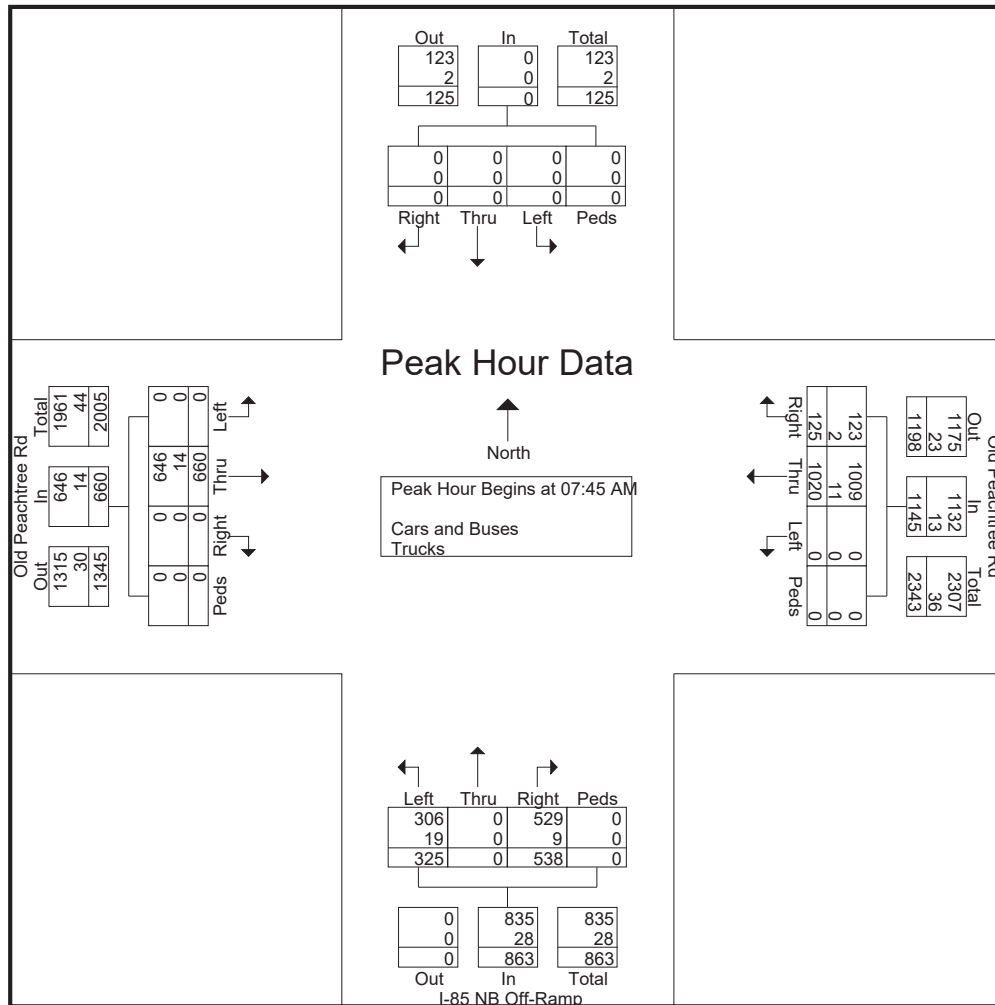 Out In Total
123 0 123
2 0 2
125 0 125
0 0 0 0
0 0 0 0
0 0 0 0
Right Thru Left Peds
Peak Hour Data
North
Peak Hour Begins at 07:45 AM
Cars and Buses
Trucks
Old Peachtree Rd
Out In Total
1315 646 1961
30 14 44
1345 660 2005
0 0 646 0
0 0 14 0
0 0 660 0
Peds Right Thru Left
Old Peachtree Rd
Out In Total
1175 1132 2307
23 13 36
1198 1145 2343
123 1009 0 0
2 11 0 0
125 1020 0 0
Right Thru Left Peds
Left Thru Right Peds
306 0 529 0
19 0 9 0
325 0 538 0
0 835 835
0 28 28
0 863 863
Out In Total
I-85 NB Off-Ramp